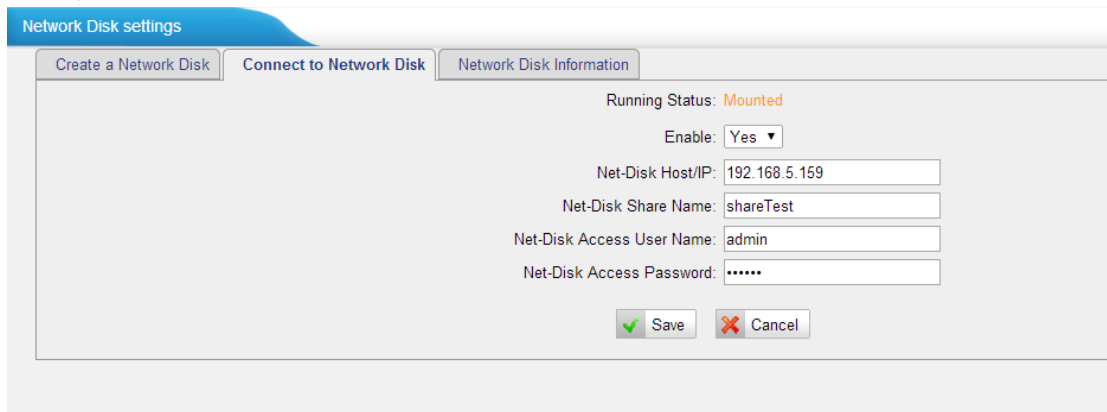 Network Disk settings
Create a Network Disk Connect to Network Disk Network Disk Information
Running Status: Mounted
Enable: Yes
Net-Disk Host/IP: 192.168.5.159
Net-Disk Share Name: shareTest
Net-Disk Access User Name: admin
Net-Disk Access Password: ••••••
Save Cancel